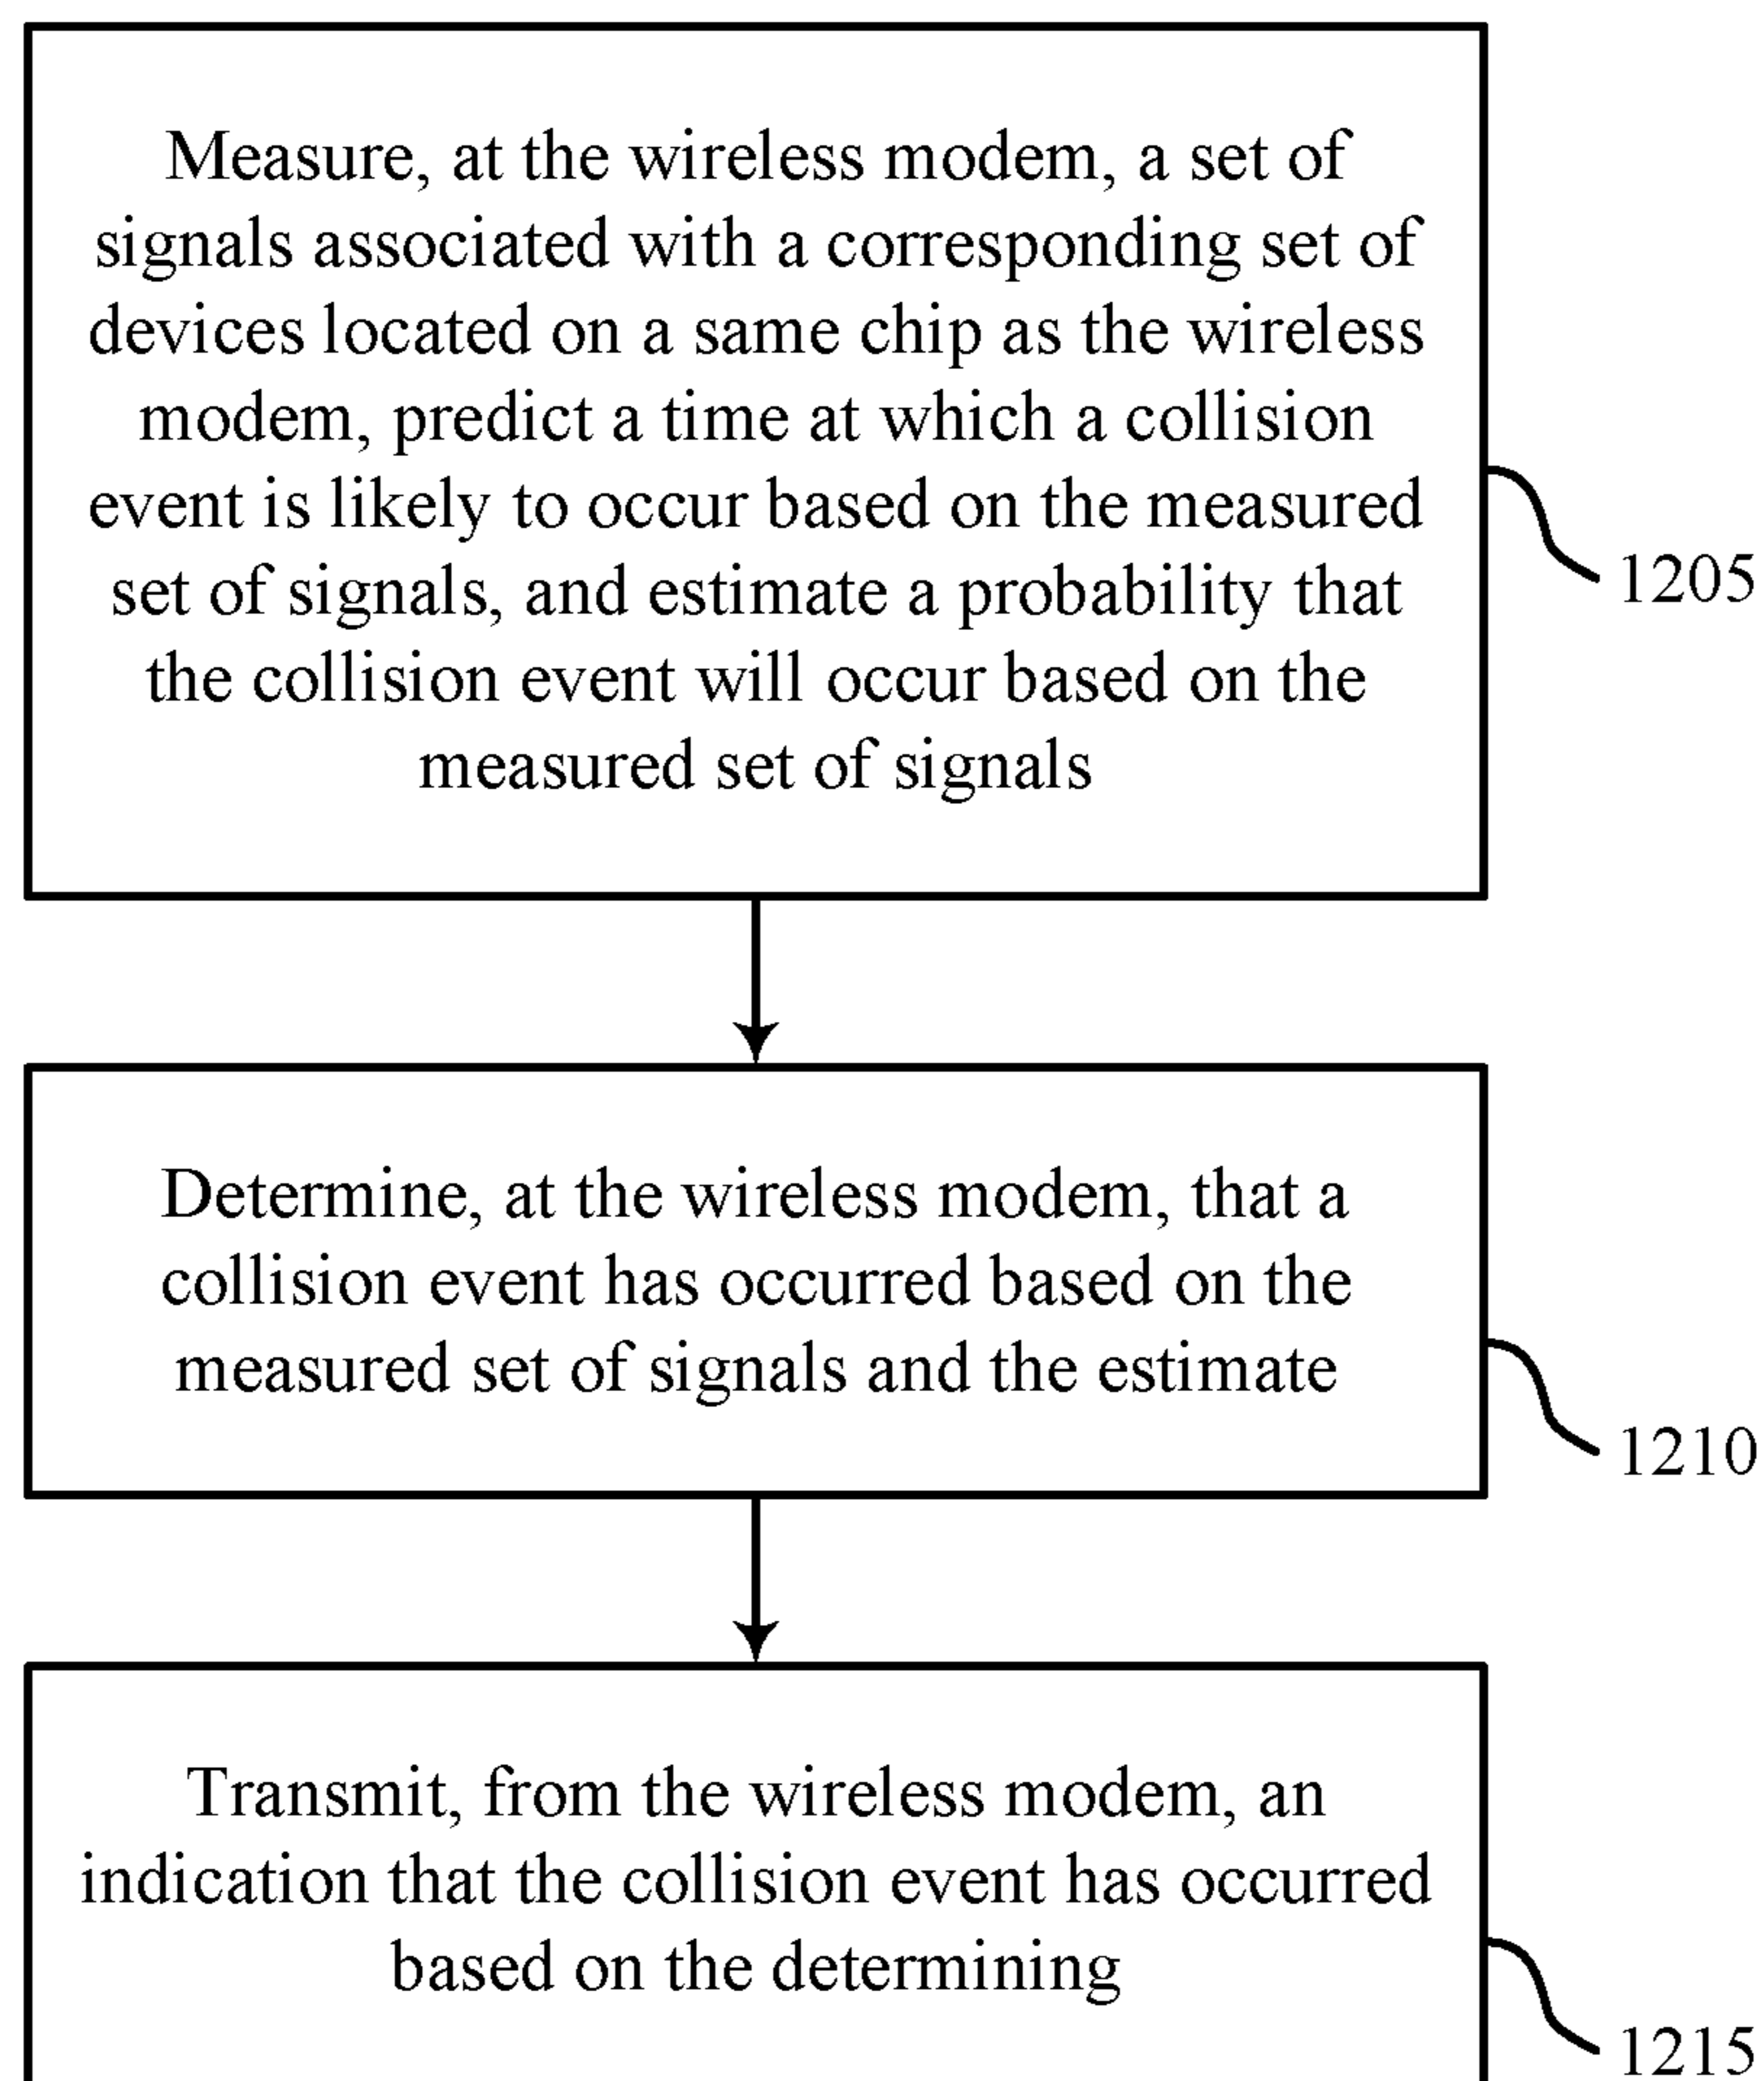 Measure, at the wireless modem, a set of
signals associated with a corresponding set of
devices located on a same chip as the wireless
modem, predict a time at which a collision
event is likely to occur based on the measured
set of signals, and estimate a probability that
the collision event will occur based on the
measured set of signals
1205
Determine, at the wireless modem, that a
collision event has occurred based on the
measured set of signals and the estimate
1210
Transmit, from the wireless modem, an
indication that the collision event has occurred
based on the determining
1215